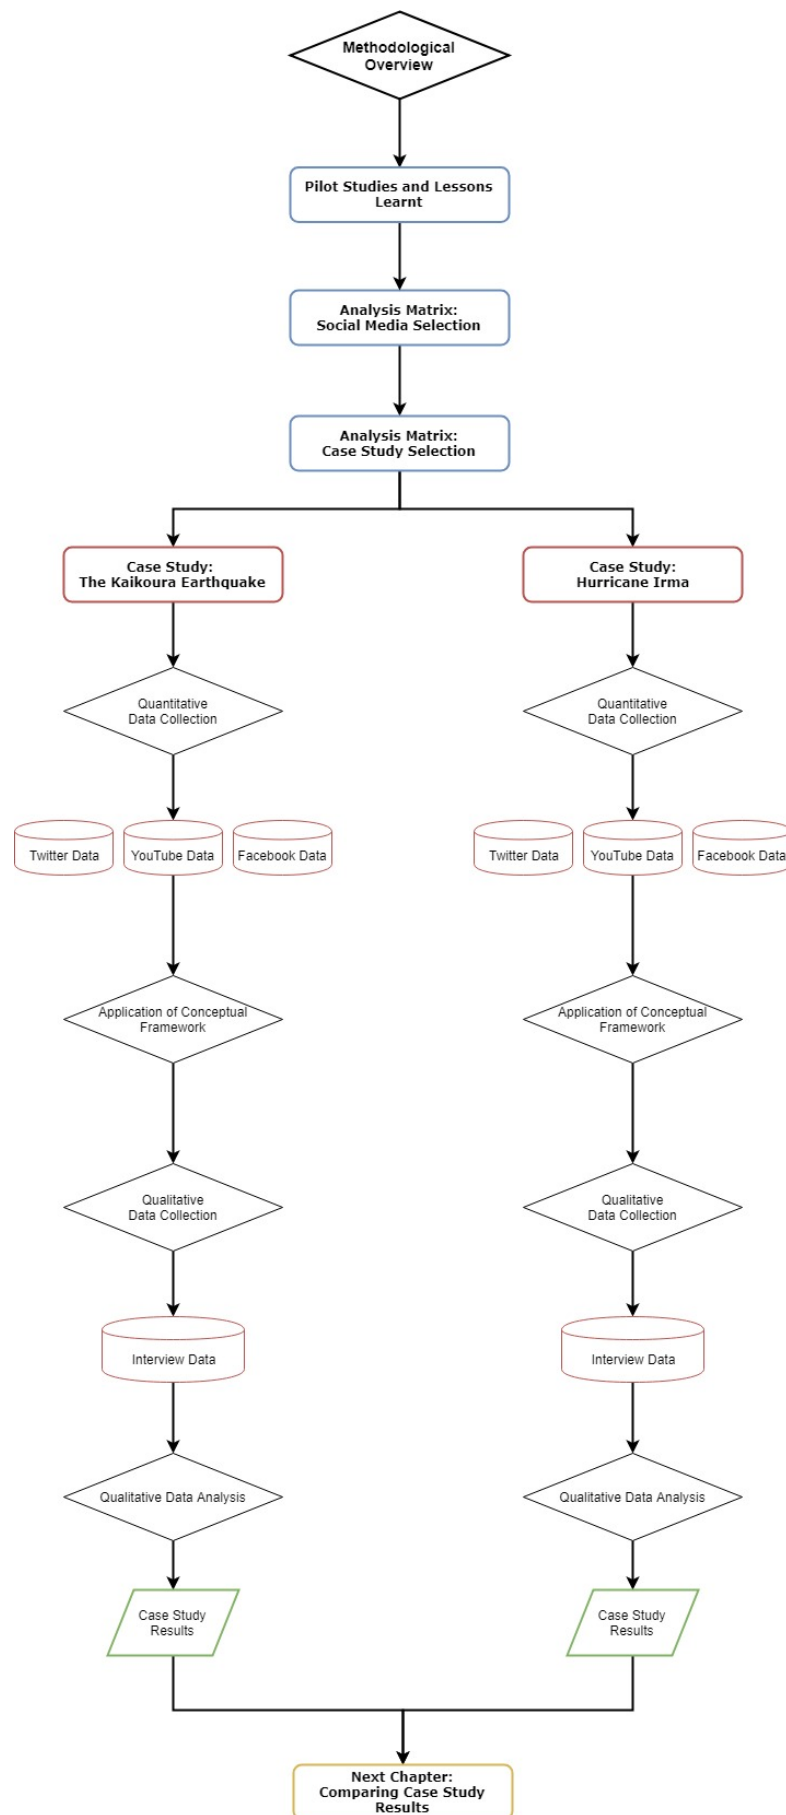 Methodological
Overview
Pilot Studies and Lessons
Learnt
Analysis Matrix:
Social Media Selection
Analysis Matrix:
Case Study Selection
Case Study:
The Kaikoura Earthquake
Case Study:
Hurricane Irma
Quantitative
Data Collection
Quantitative
Data Collection
Twitter Data
YouTube Data
Facebook Data
Twitter Data
YouTube Data
Facebook Data
Application of Conceptual
Framework
Application of Conceptual
Framework
Qualitative
Data Collection
Qualitative
Data Collection
Interview Data
Interview Data
Qualitative Data Analysis
Qualitative Data Analysis
Case Study
Results
Case Study
Results
Next Chapter:
Comparing Case Study
Results